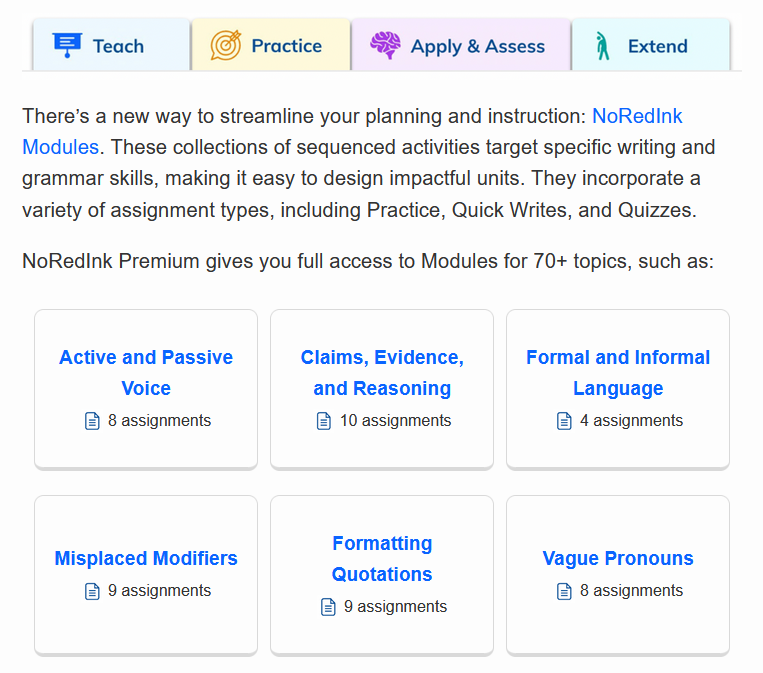 Teach
Practice
Apply & Assess
Extend
There’s a new way to streamline your planning and instruction: NoRedInk
Modules. These collections of sequenced activities target specific writing and
grammar skills, making it easy to design impactful units. They incorporate a
variety of assignment types, including Practice, Quick Writes, and Quizzes.
NoRedInk Premium gives you full access to Modules for 70+ topics, such as:
Active and Passive
Voice
8 assignments
Claims, Evidence,
and Reasoning
10 assignments
Formal and Informal
Language
4 assignments
Misplaced Modifiers
9 assignments
Formatting
Quotations
9 assignments
Vague Pronouns
8 assignments